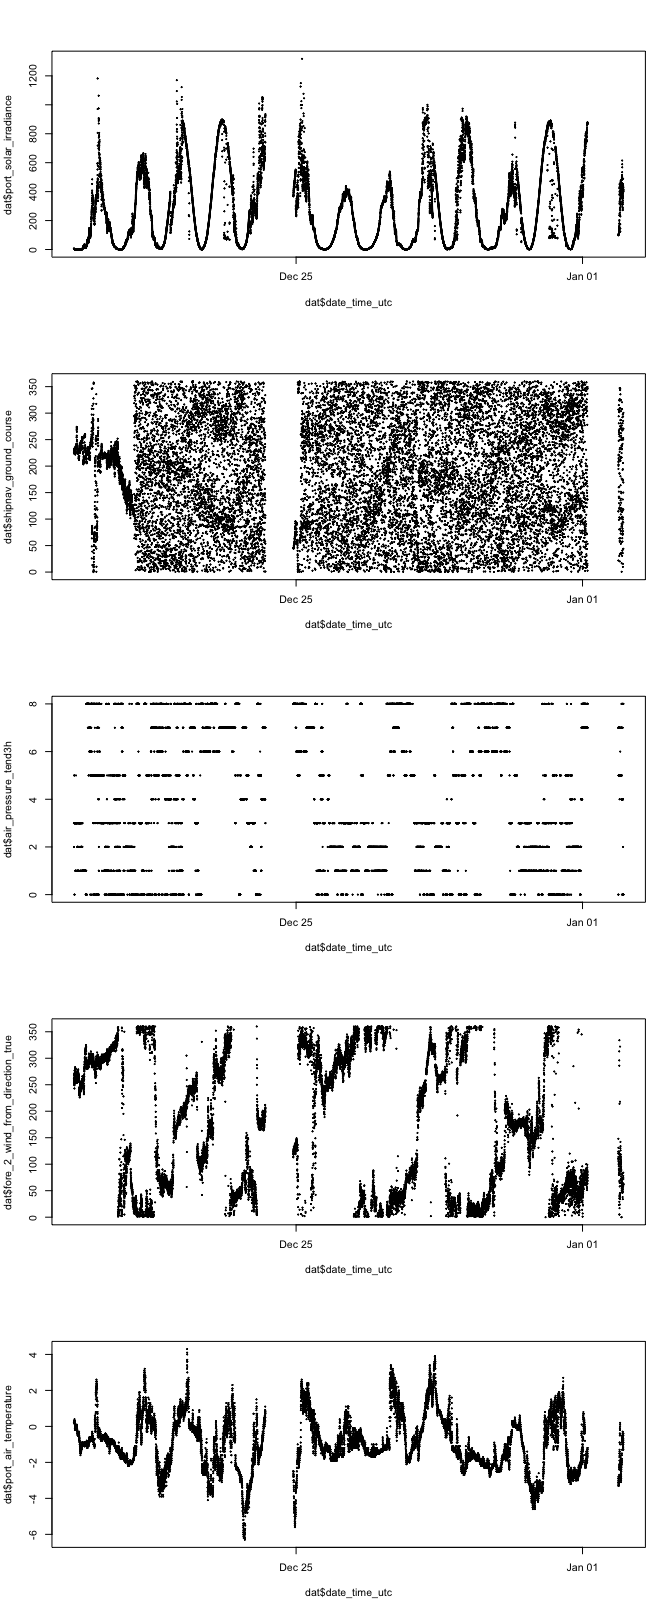 dat$port_solar_irradiance
0 200 400 600 800 1200
Dec 25 Jan 01
dat$date_time_utc
dat$shipnav_ground_course
0 50 100 150 200 250 300 350
Dec 25 Jan 01
dat$date_time_utc
dat$air_pressure_tend3h
0 2 4 6 8
Dec 25 Jan 01
dat$date_time_utc
dat$fore_2_wind_from_direction_true
0 50 100 150 200 250 300 350
Dec 25 Jan 01
dat$date_time_utc
dat$port_air_temperature
-6 -4 -2 0 2 4
Dec 25 Jan 01
dat$date_time_utc